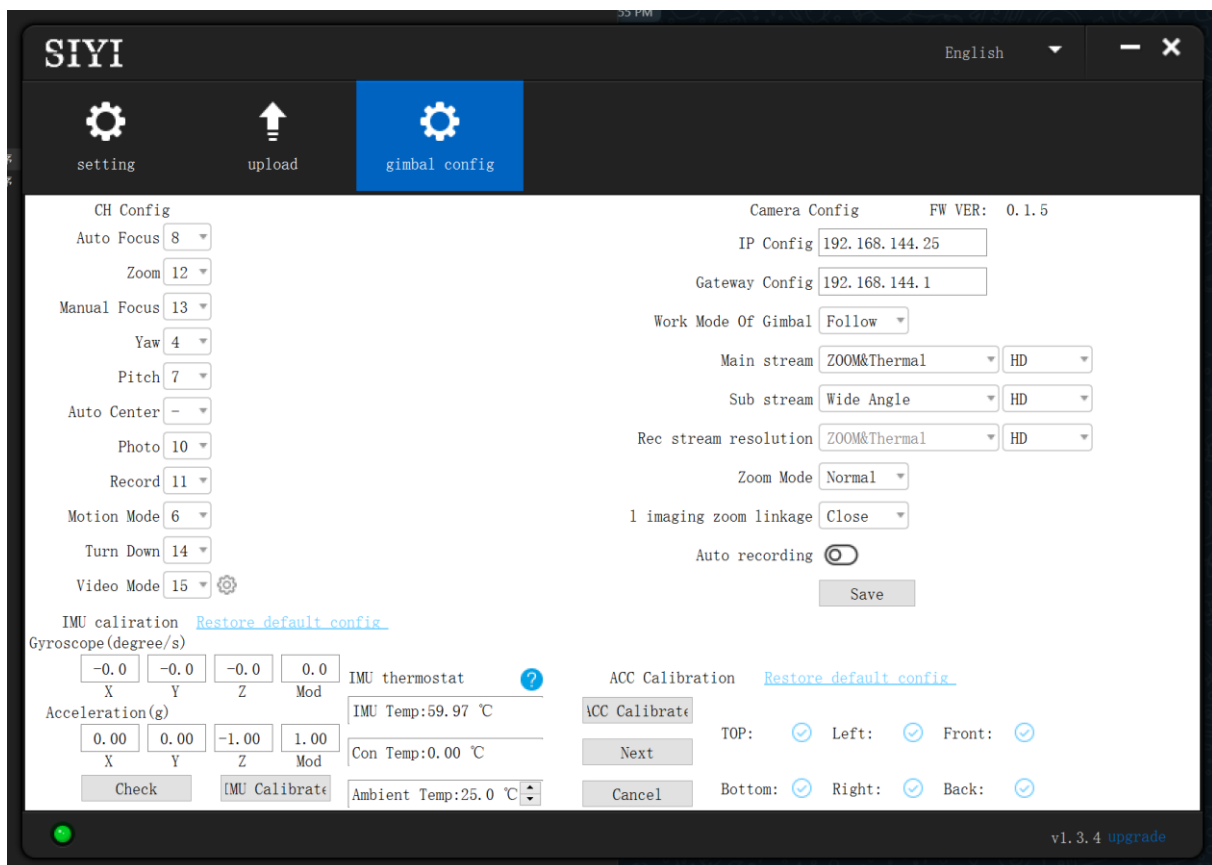 55 PM
SIYI English
setting upload gimbal config
CH Config
Auto Focus 8
Zoom 12
Manual Focus 13
Yaw 4
Pitch 7
Auto Center -
Photo 10
Record 11
Motion Mode 6
Turn Down 14
Video Mode 15
Camera Config FW VER: 0.1.5
IP Config 192.168.144.25
Gateway Config 192.168.144.1
Work Mode Of Gimbal Follow
Main stream ZOOM&Thermal HD
Sub stream Wide Angle HD
Rec stream resolution ZOOM&Thermal HD
Zoom Mode Normal
l imaging zoom linkage Close
Auto recording
Save
IMU caliration Restore default config
Gyroscope(degree/s)
-0.0 -0.0 -0.0 0.0
X Y Z Mod
Acceleration(g)
0.00 0.00 -1.00 1.00
X Y Z Mod
Check IMU Calibrate
IMU thermostat ?
IMU Temp:59.97 ℃
Con Temp:0.00 ℃
Ambient Temp:25.0 ℃
ACC Calibration Restore default config
ACC Calibrate
Next
Cancel
TOP: Left: Front:
Bottom: Right: Back:
v1.3.4 upgrade